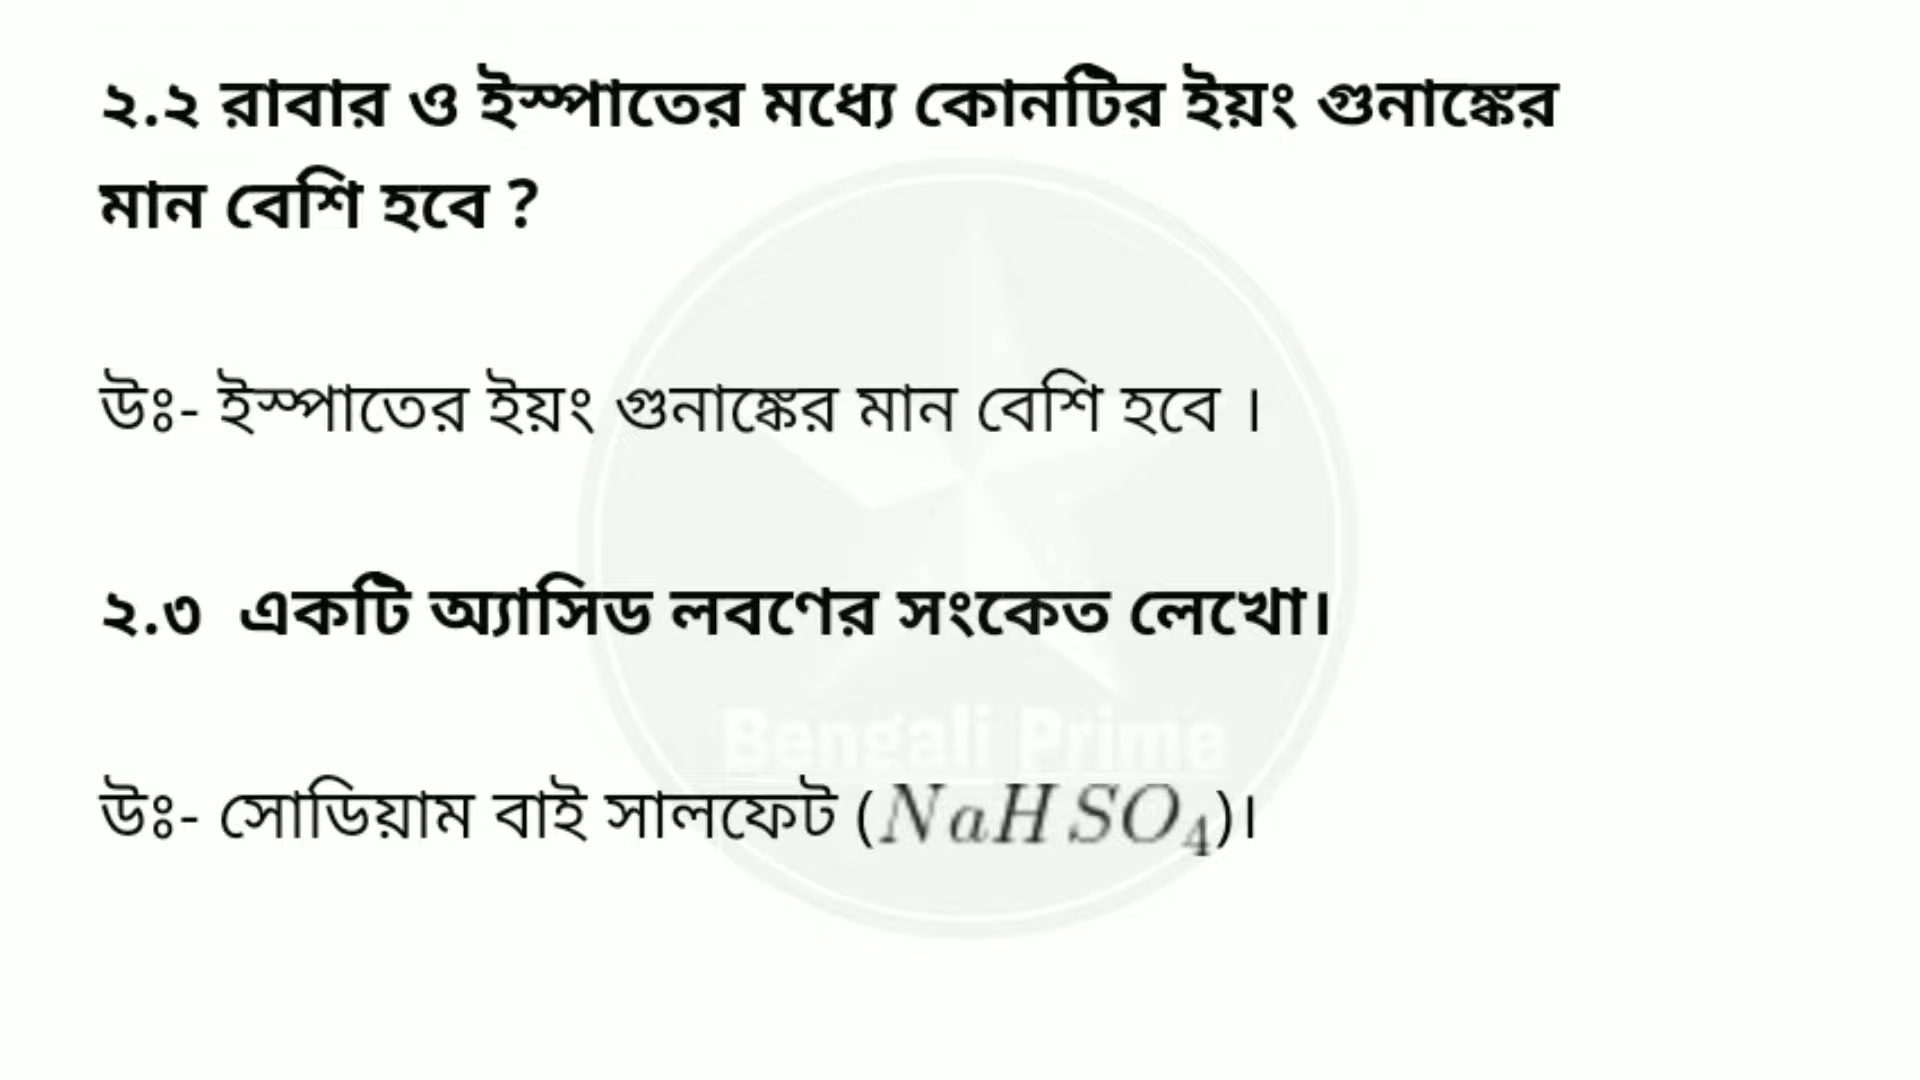 ২.২ রাবার ও ইস্পাতের মধ্যে কোনটির ইয়ং গুনাঙ্কের
মান বেশি হবে ?
উঃ- ইস্পাতের ইয়ং গুনাঙ্কের মান বেশি হবে ।
২.৩ একটি অ্যাসিড লবণের সংকেত লেখো।
Bengali Prime
উঃ- সোডিয়াম বাই সালফেট (NaHSO₄)।